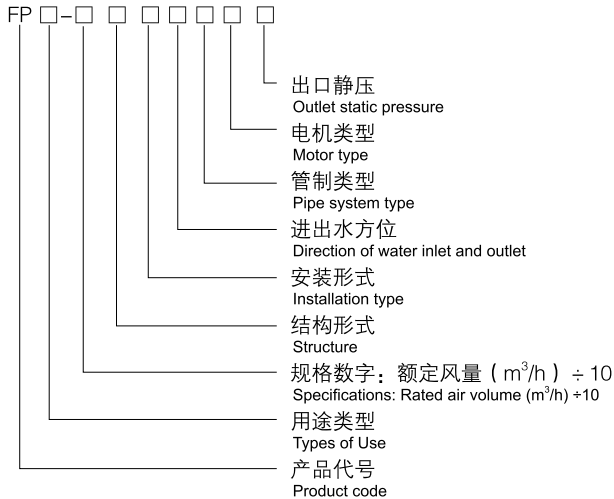 FP □-□ □ □ □ □ □ □
出口静压
Outlet static pressure
电机类型
Motor type
管制类型
Pipe system type
进出水方位
Direction of water inlet and outlet
安装形式
Installation type
结构形式
Structure
规格数字：额定风量（m³/h）÷ 10
Specifications: Rated air volume (m³/h) ÷10
用途类型
Types of Use
产品代号
Product code